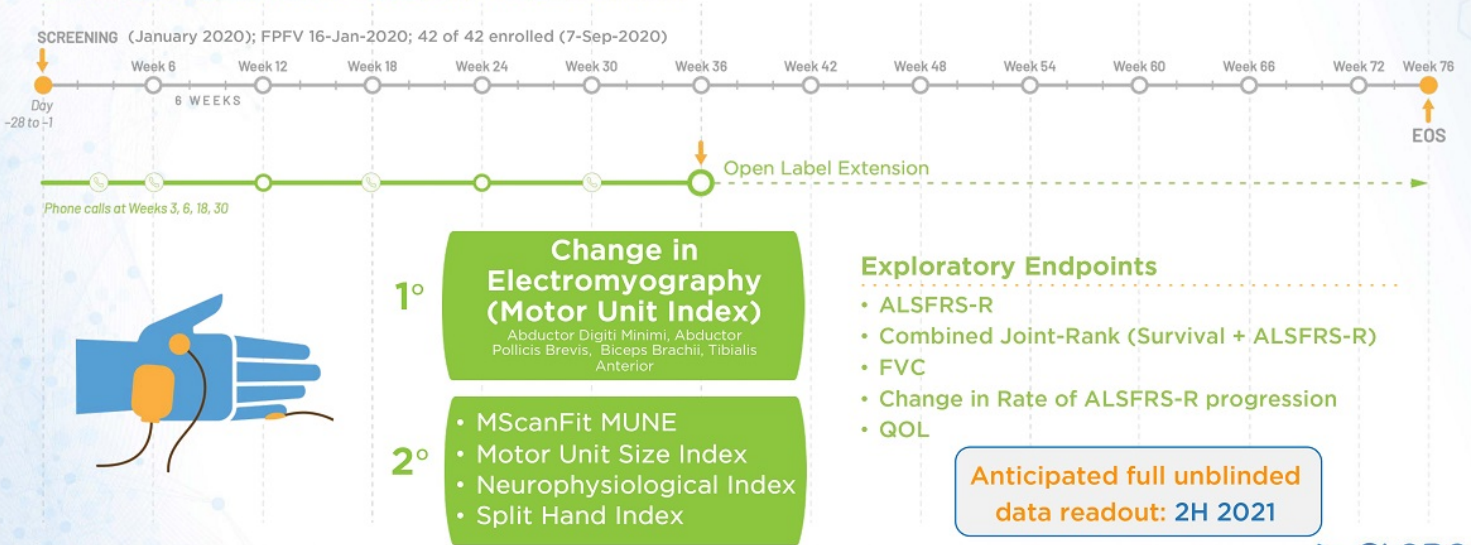 SCREENING (January 2020); FPFV 16-Jan-2020; 42 of 42 enrolled (7-Sep-2020)
Week 6 Week 12 Week 18 Week 24 Week 30 Week 36 Week 42 Week 48 Week 54 Week 60 Week 66 Week 72 Week 76
6 WEEKS
Day
-28 to -1
EOS
Open Label Extension
Phone calls at Weeks 3, 6, 18, 30
1°
Change in
Electromyography
(Motor Unit Index)
Abductor Digiti Minimi, Abductor
Pollicis Brevis, Biceps Brachii, Tibialis
Anterior
2°
• MScanFit MUNE
• Motor Unit Size Index
• Neurophysiological Index
• Split Hand Index
Exploratory Endpoints
• ALSFRS-R
• Combined Joint-Rank (Survival + ALSFRS-R)
• FVC
• Change in Rate of ALSFRS-R progression
• QOL
Anticipated full unblinded
data readout: 2H 2021